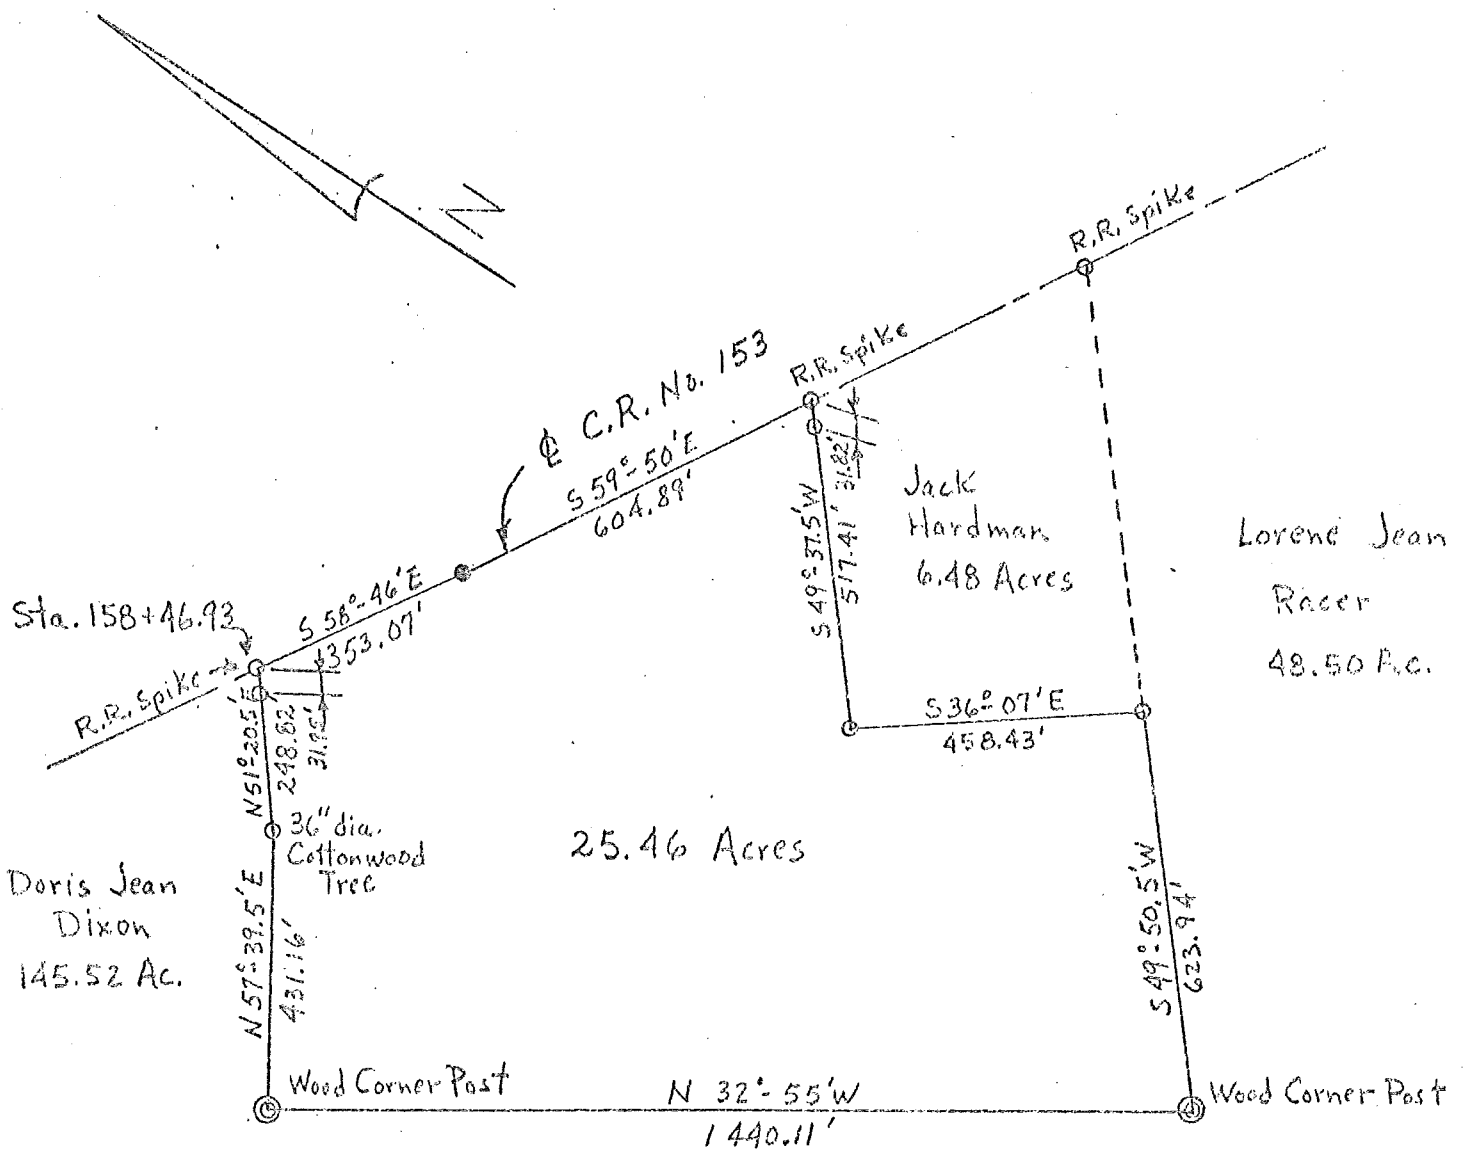 N
R.R. Spike
R.R. Spike
℄ C.R. No. 153
S 59°-50'E
604.89'
S 49°-37.5'W
517.41'
31.82'
Jack
Hardman
6.48 Acres
Lorene Jean
Racer
48.50 Ac.
S 58°-46'E
353.07'
Sta. 158+46.93
R.R. Spike
N 51°-20.5'E
248.82'
S 36°-07'E
458.43'
36" dia.
Cottonwood
Tree
25.46 Acres
Doris Jean
Dixon
145.52 Ac.
N 57°-39.5'E
431.16'
S 49°-50.5'W
623.94'
Wood Corner Post
N 32°-55'W
1440.11'
Wood Corner Post